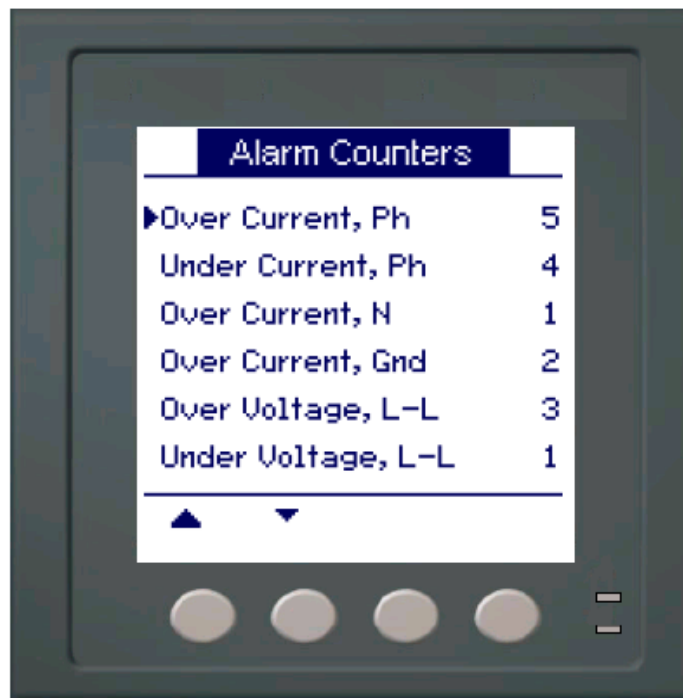 Alarm Counters
Over Current, Ph 5
Under Current, Ph 4
Over Current, N 1
Over Current, Gnd 2
Over Voltage, L-L 3
Under Voltage, L-L 1